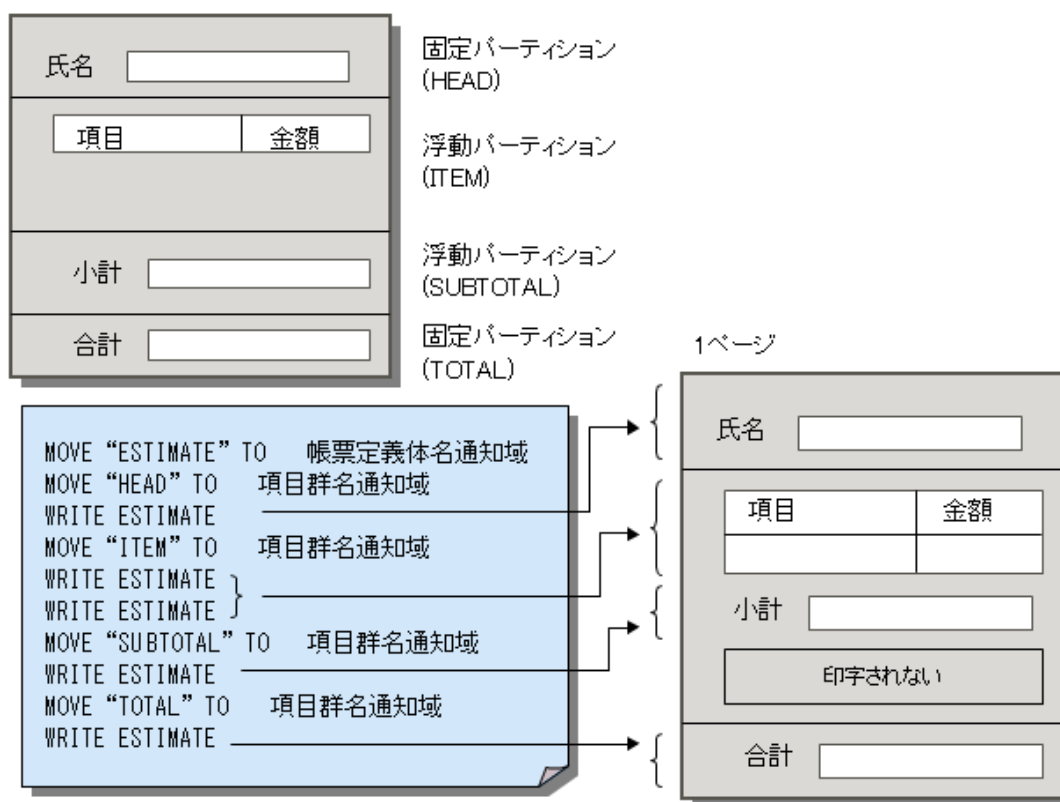 氏名
固定パーティション
(HEAD)
項目 金額
浮動パーティション
(ITEM)
小計
浮動パーティション
(SUBTOTAL)
合計
固定パーティション
(TOTAL)
MOVE “ESTIMATE” TO 帳票定義体名通知域
MOVE “HEAD” TO 項目群名通知域
WRITE ESTIMATE
MOVE “ITEM” TO 項目群名通知域
WRITE ESTIMATE
WRITE ESTIMATE
MOVE “SUBTOTAL” TO 項目群名通知域
WRITE ESTIMATE
MOVE “TOTAL” TO 項目群名通知域
WRITE ESTIMATE
1ページ
氏名
項目 金額
小計
印字されない
合計